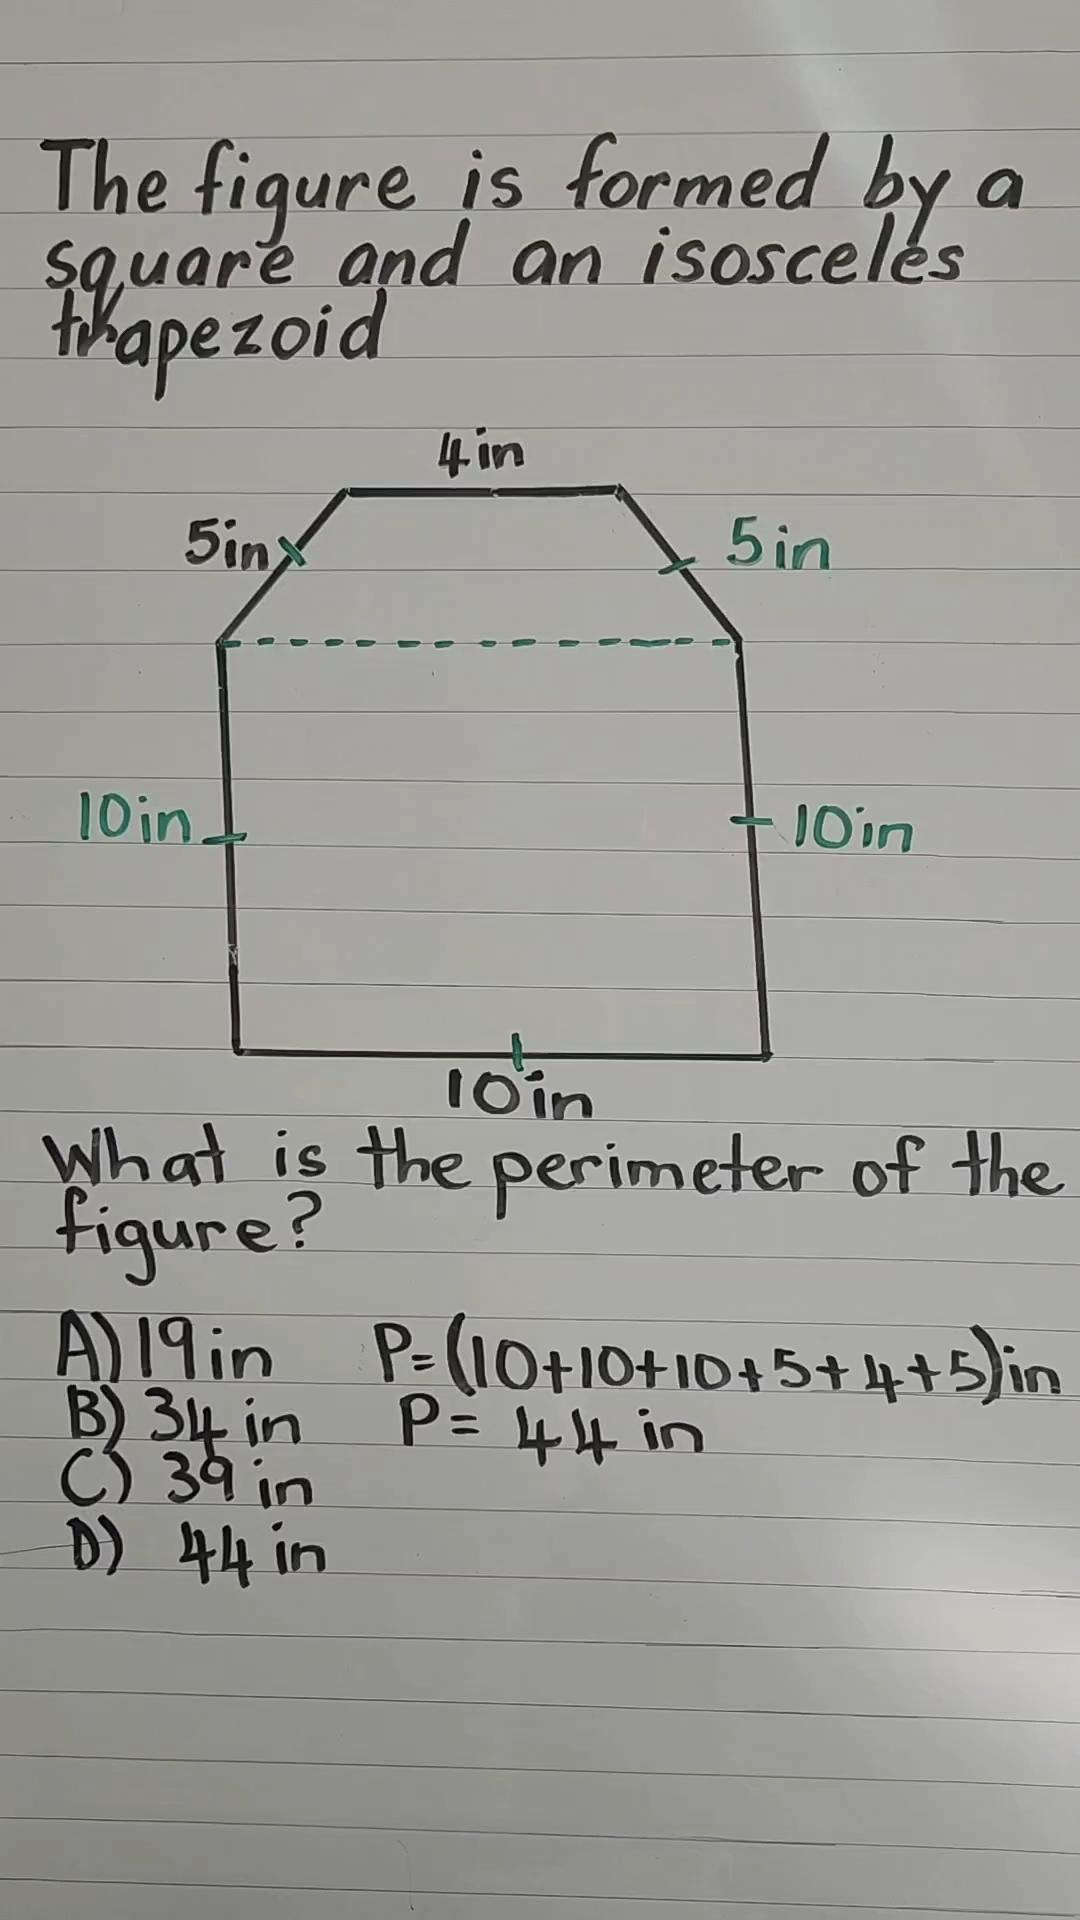 The figure is formed by a
square and an isosceles
trapezoid
4in
5in
5in
10in
10in
10in
What is the perimeter of the
figure?
A) 19in P=(10+10+10+5+4+5)in
B) 34 in P= 44 in
C) 39 in
D) 44 in